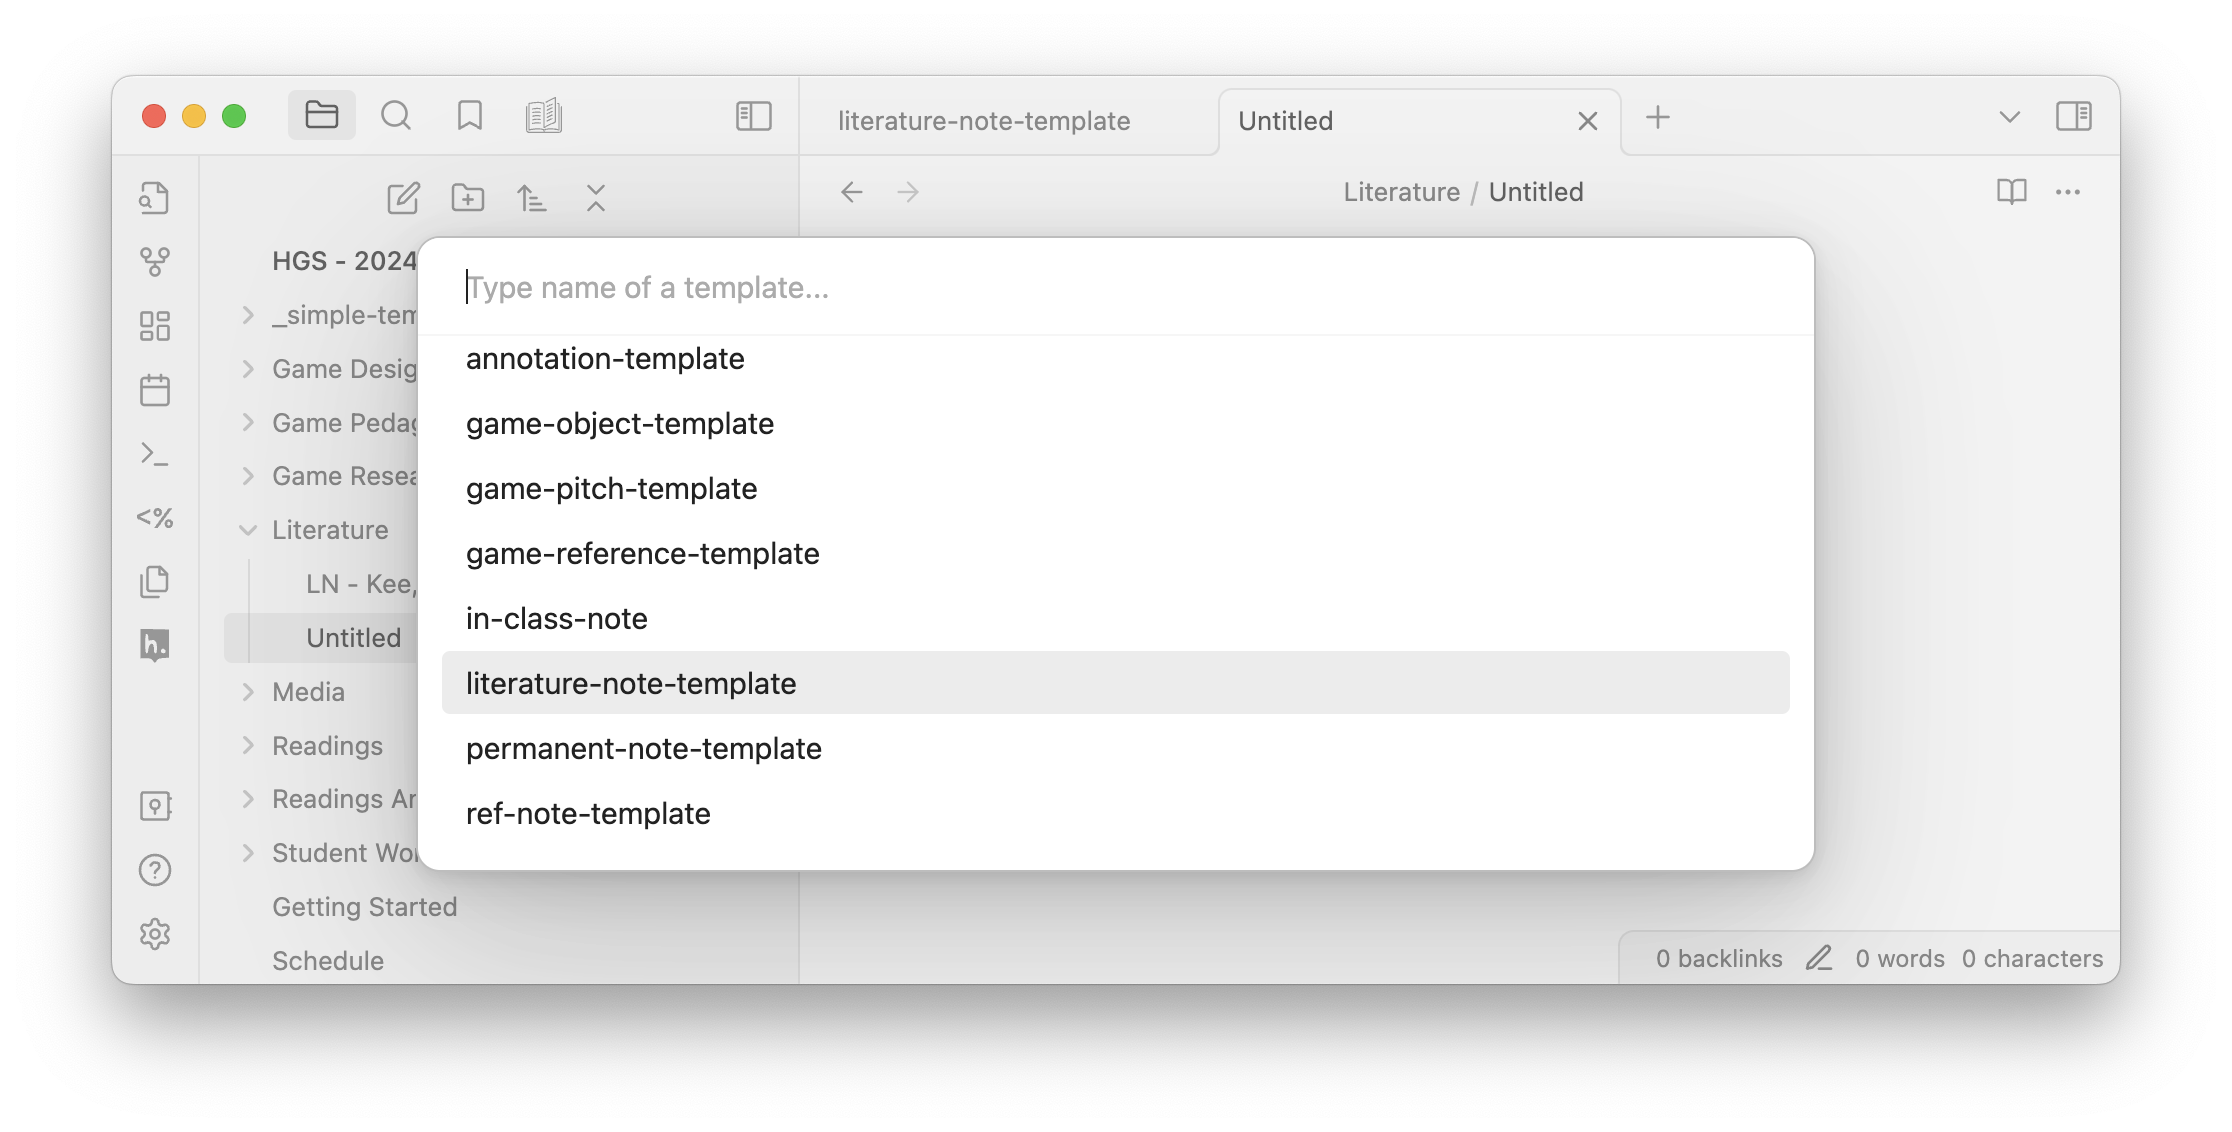 literature-note-template
Untitled
Literature / Untitled
HGS - 2024
_simple-tem
Game Desig
Game Pedag
Game Resea
Literature
LN - Kee,
Untitled
Media
Readings
Readings Ar
Student Wor
Getting Started
Schedule
<%
h.
Type name of a template...
annotation-template
game-object-template
game-pitch-template
game-reference-template
in-class-note
literature-note-template
permanent-note-template
ref-note-template
0 backlinks 0 words 0 characters